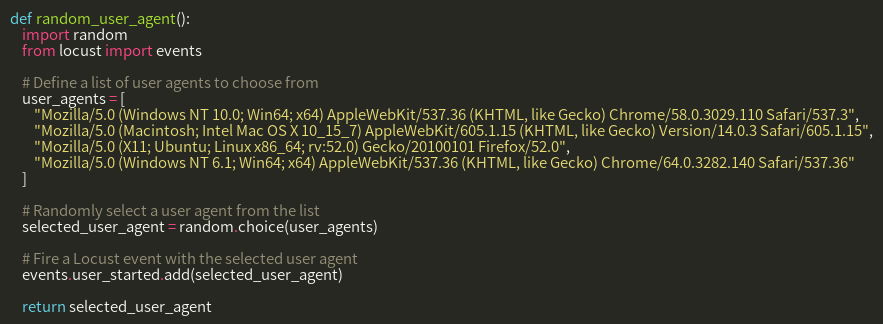 def random_user_agent():
    import random
    from locust import events

    # Define a list of user agents to choose from
    user_agents = [
        "Mozilla/5.0 (Windows NT 10.0; Win64; x64) AppleWebKit/537.36 (KHTML, like Gecko) Chrome/58.0.3029.110 Safari/537.3",
        "Mozilla/5.0 (Macintosh; Intel Mac OS X 10_15_7) AppleWebKit/605.1.15 (KHTML, like Gecko) Version/14.0.3 Safari/605.1.15",
        "Mozilla/5.0 (X11; Ubuntu; Linux x86_64; rv:52.0) Gecko/20100101 Firefox/52.0",
        "Mozilla/5.0 (Windows NT 6.1; Win64; x64) AppleWebKit/537.36 (KHTML, like Gecko) Chrome/64.0.3282.140 Safari/537.36"
    ]

    # Randomly select a user agent from the list
    selected_user_agent = random.choice(user_agents)

    # Fire a Locust event with the selected user agent
    events.user_started.add(selected_user_agent)

    return selected_user_agent